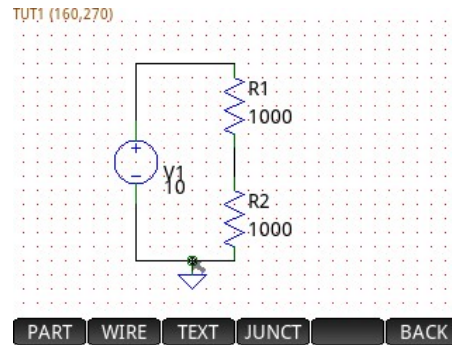 TUT1 (160,270)
R1
1000
V1
10
R2
1000
PART WIRE TEXT JUNCT BACK